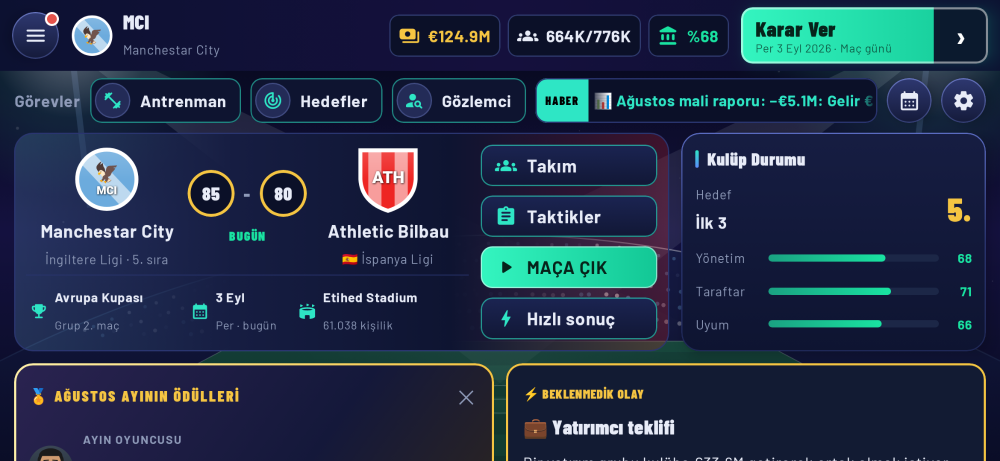 MCI
Manchestar City
€124.9M
664K/776K
%68
Karar Ver
Per 3 Eyl 2026 · Maç günü
Görevler
Antrenman
Hedefler
Gözlemci
HABER
Ağustos mali raporu: −€5.1M: Gelir €
MCI
Manchestar City
İngiltere Ligi · 5. sıra
85 - 80
BUGÜN
ATH
Athletic Bilbau
İspanya Ligi
Avrupa Kupası
Grup 2. maç
3 Eyl
Per · bugün
Etihed Stadium
61.038 kişilik
Takım
Taktikler
MAÇA ÇIK
Hızlı sonuç
Kulüp Durumu
Hedef
İlk 3
5.
Yönetim 68
Taraftar 71
Uyum 66
AĞUSTOS AYININ ÖDÜLLERİ
AYIN OYUNCUSU
BEKLENMEDİK OLAY
Yatırımcı teklifi